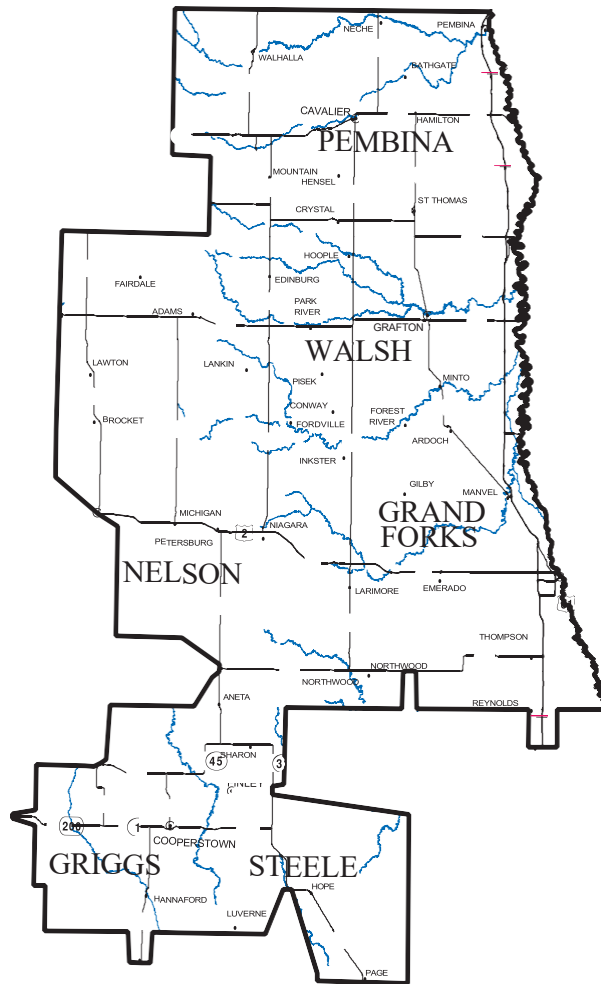 NECHE
PEMBINA
WALHALLA
BATHGATE
CAVALIER
HAMILTON
PEMBINA
MOUNTAIN
HENSEL
ST THOMAS
CRYSTAL
HOOPLE
EDINBURG
FAIRDALE
PARK
RIVER
ADAMS
GRAFTON
WALSH
LAWTON
LANKIN
PISEK
MINTO
CONWAY
FOREST
RIVER
BROCKET
FORDVILLE
ARDOCH
INKSTER
GILBY
MANVEL
MICHIGAN
GRAND
FORKS
NIAGARA
2
PETERSBURG
NELSON
LARIMORE
EMERADO
THOMPSON
NORTHWOOD
NORTHWOOD
ANETA
REYNOLDS
SHARON
45
3
FINLEY
200
1
COOPERSTOWN
GRIGGS
STEELE
HOPE
HANNAFORD
LUVERNE
PAGE